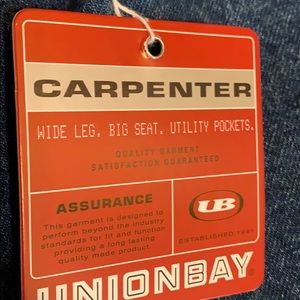 CARPENTER
WIDE LEG. BIG SEAT. UTILITY POCKETS.
QUALITY GARMENT
SATISFACTION GUARANTEED
ASSURANCE
This garment is designed to
perform beyond the industry
standards for fit and function
providing a long lasting
quality made product.
UB
ESTABLISHED 1981
UNIONBAY